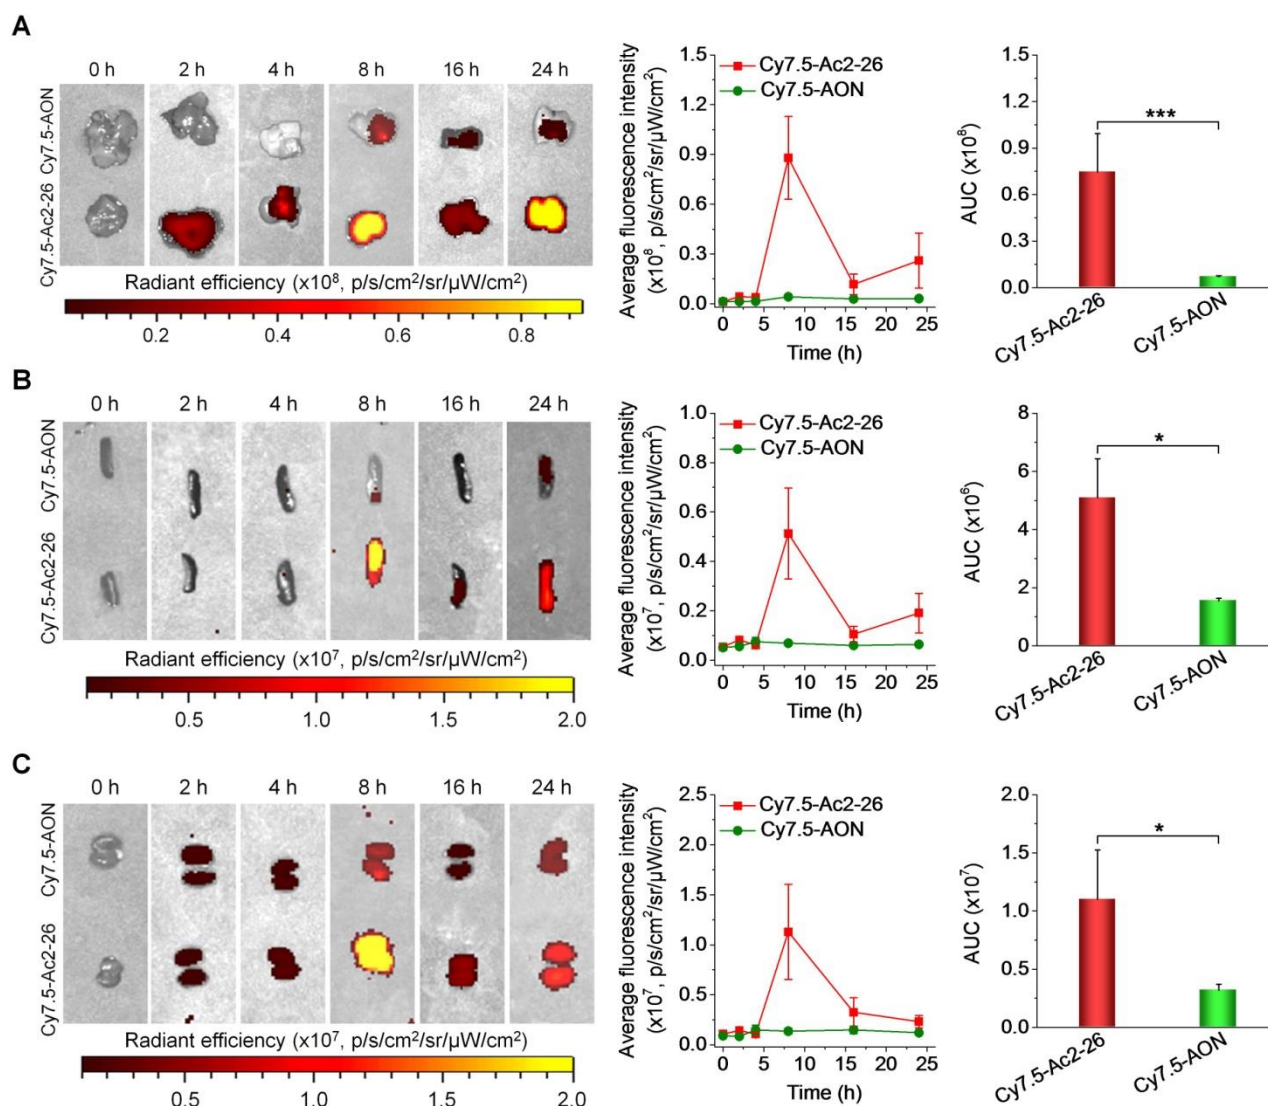 A
0 h 2 h 4 h 8 h 16 h 24 h
Cy7.5-AON
Cy7.5-Ac2-26
Radiant efficiency (x10⁸, p/s/cm²/sr/µW/cm²)
0.2 0.4 0.6 0.8
Average fluorescence intensity
(x10⁸, p/s/cm²/sr/µW/cm²)
1.5
1.2
0.9
0.6
0.3
0.0
Cy7.5-Ac2-26
Cy7.5-AON
0 5 10 15 20 25
Time (h)
AUC (x10⁸)
1.5
1.2
0.9
0.6
0.3
0.0
***
Cy7.5-Ac2-26
Cy7.5-AON
B
0 h 2 h 4 h 8 h 16 h 24 h
Cy7.5-AON
Cy7.5-Ac2-26
Radiant efficiency (x10⁷, p/s/cm²/sr/µW/cm²)
0.5 1.0 1.5 2.0
Average fluorescence intensity
(x10⁷, p/s/cm²/sr/µW/cm²)
1.0
0.8
0.6
0.4
0.2
0.0
Cy7.5-Ac2-26
Cy7.5-AON
0 5 10 15 20 25
Time (h)
AUC (x10⁶)
8
6
4
2
0
*
Cy7.5-Ac2-26
Cy7.5-AON
C
0 h 2 h 4 h 8 h 16 h 24 h
Cy7.5-AON
Cy7.5-Ac2-26
Radiant efficiency (x10⁷, p/s/cm²/sr/µW/cm²)
0.5 1.0 1.5 2.0
Average fluorescence intensity
(x10⁷, p/s/cm²/sr/µW/cm²)
2.5
2.0
1.5
1.0
0.5
0.0
Cy7.5-Ac2-26
Cy7.5-AON
0 5 10 15 20 25
Time (h)
AUC (x10⁷)
2.0
1.5
1.0
0.5
0.0
*
Cy7.5-Ac2-26
Cy7.5-AON